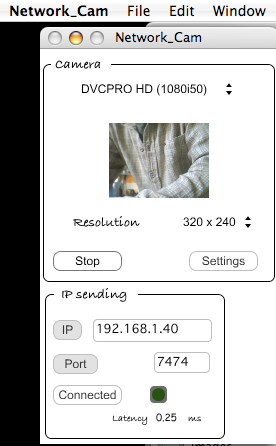 Network_Cam File Edit Window
Network_Cam
Camera
DVCPRO HD (1080i50)
Resolution 320 x 240
Stop Settings
IP sending
IP 192.168.1.40
Port 7474
Connected
Latency 0,25 ms